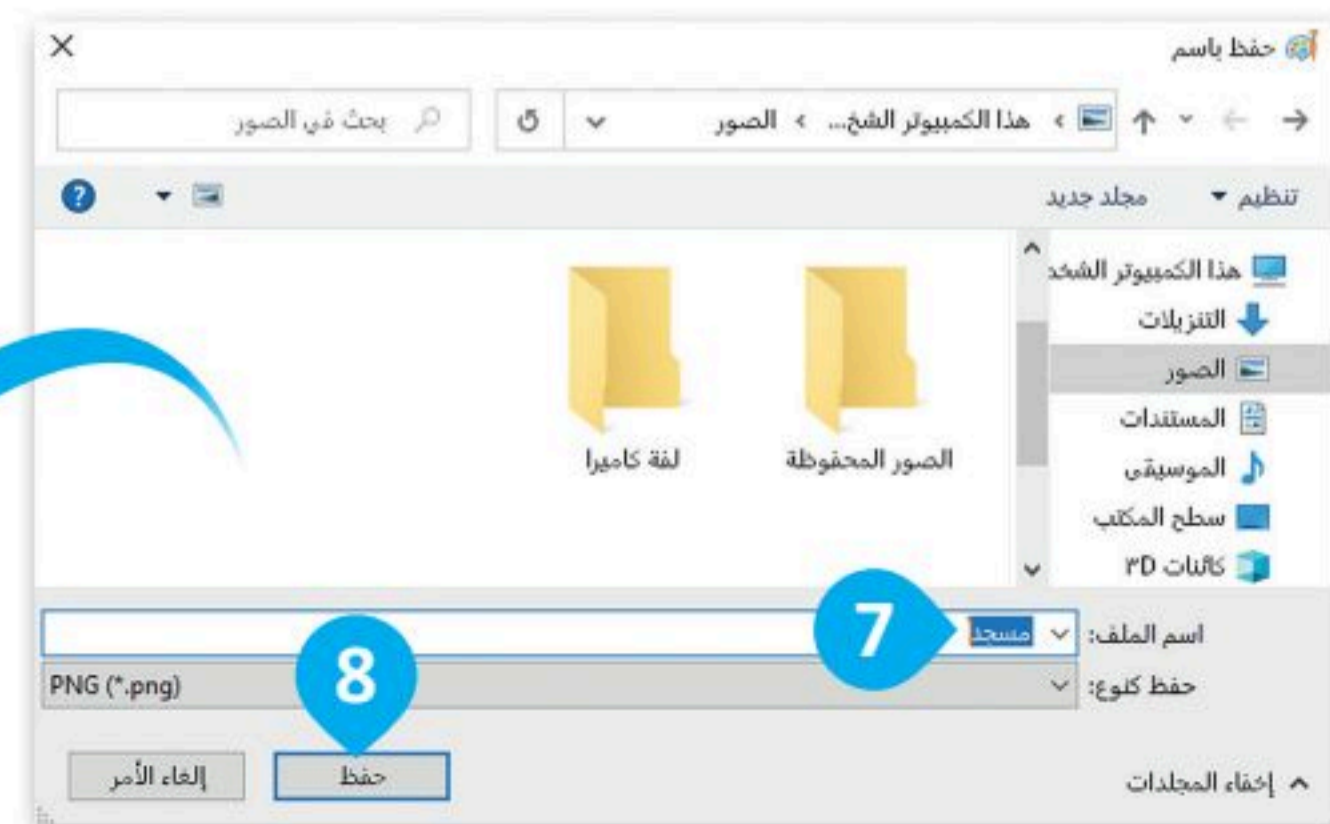 حفظ باسم
هذا الكمبيوتر الشخ... › الصور
بحث في الصور
تنظيم
مجلد جديد
هذا الكمبيوتر الشخص
التنزيلات
الصور
المستندات
الموسيقى
سطح المكتب
كائنات ٣D
الصور المحفوظة
لفة كاميرا
اسم الملف: مسجد
7
حفظ كنوع: PNG (*.png)
8
إخفاء المجلدات
حفظ
إلغاء الأمر